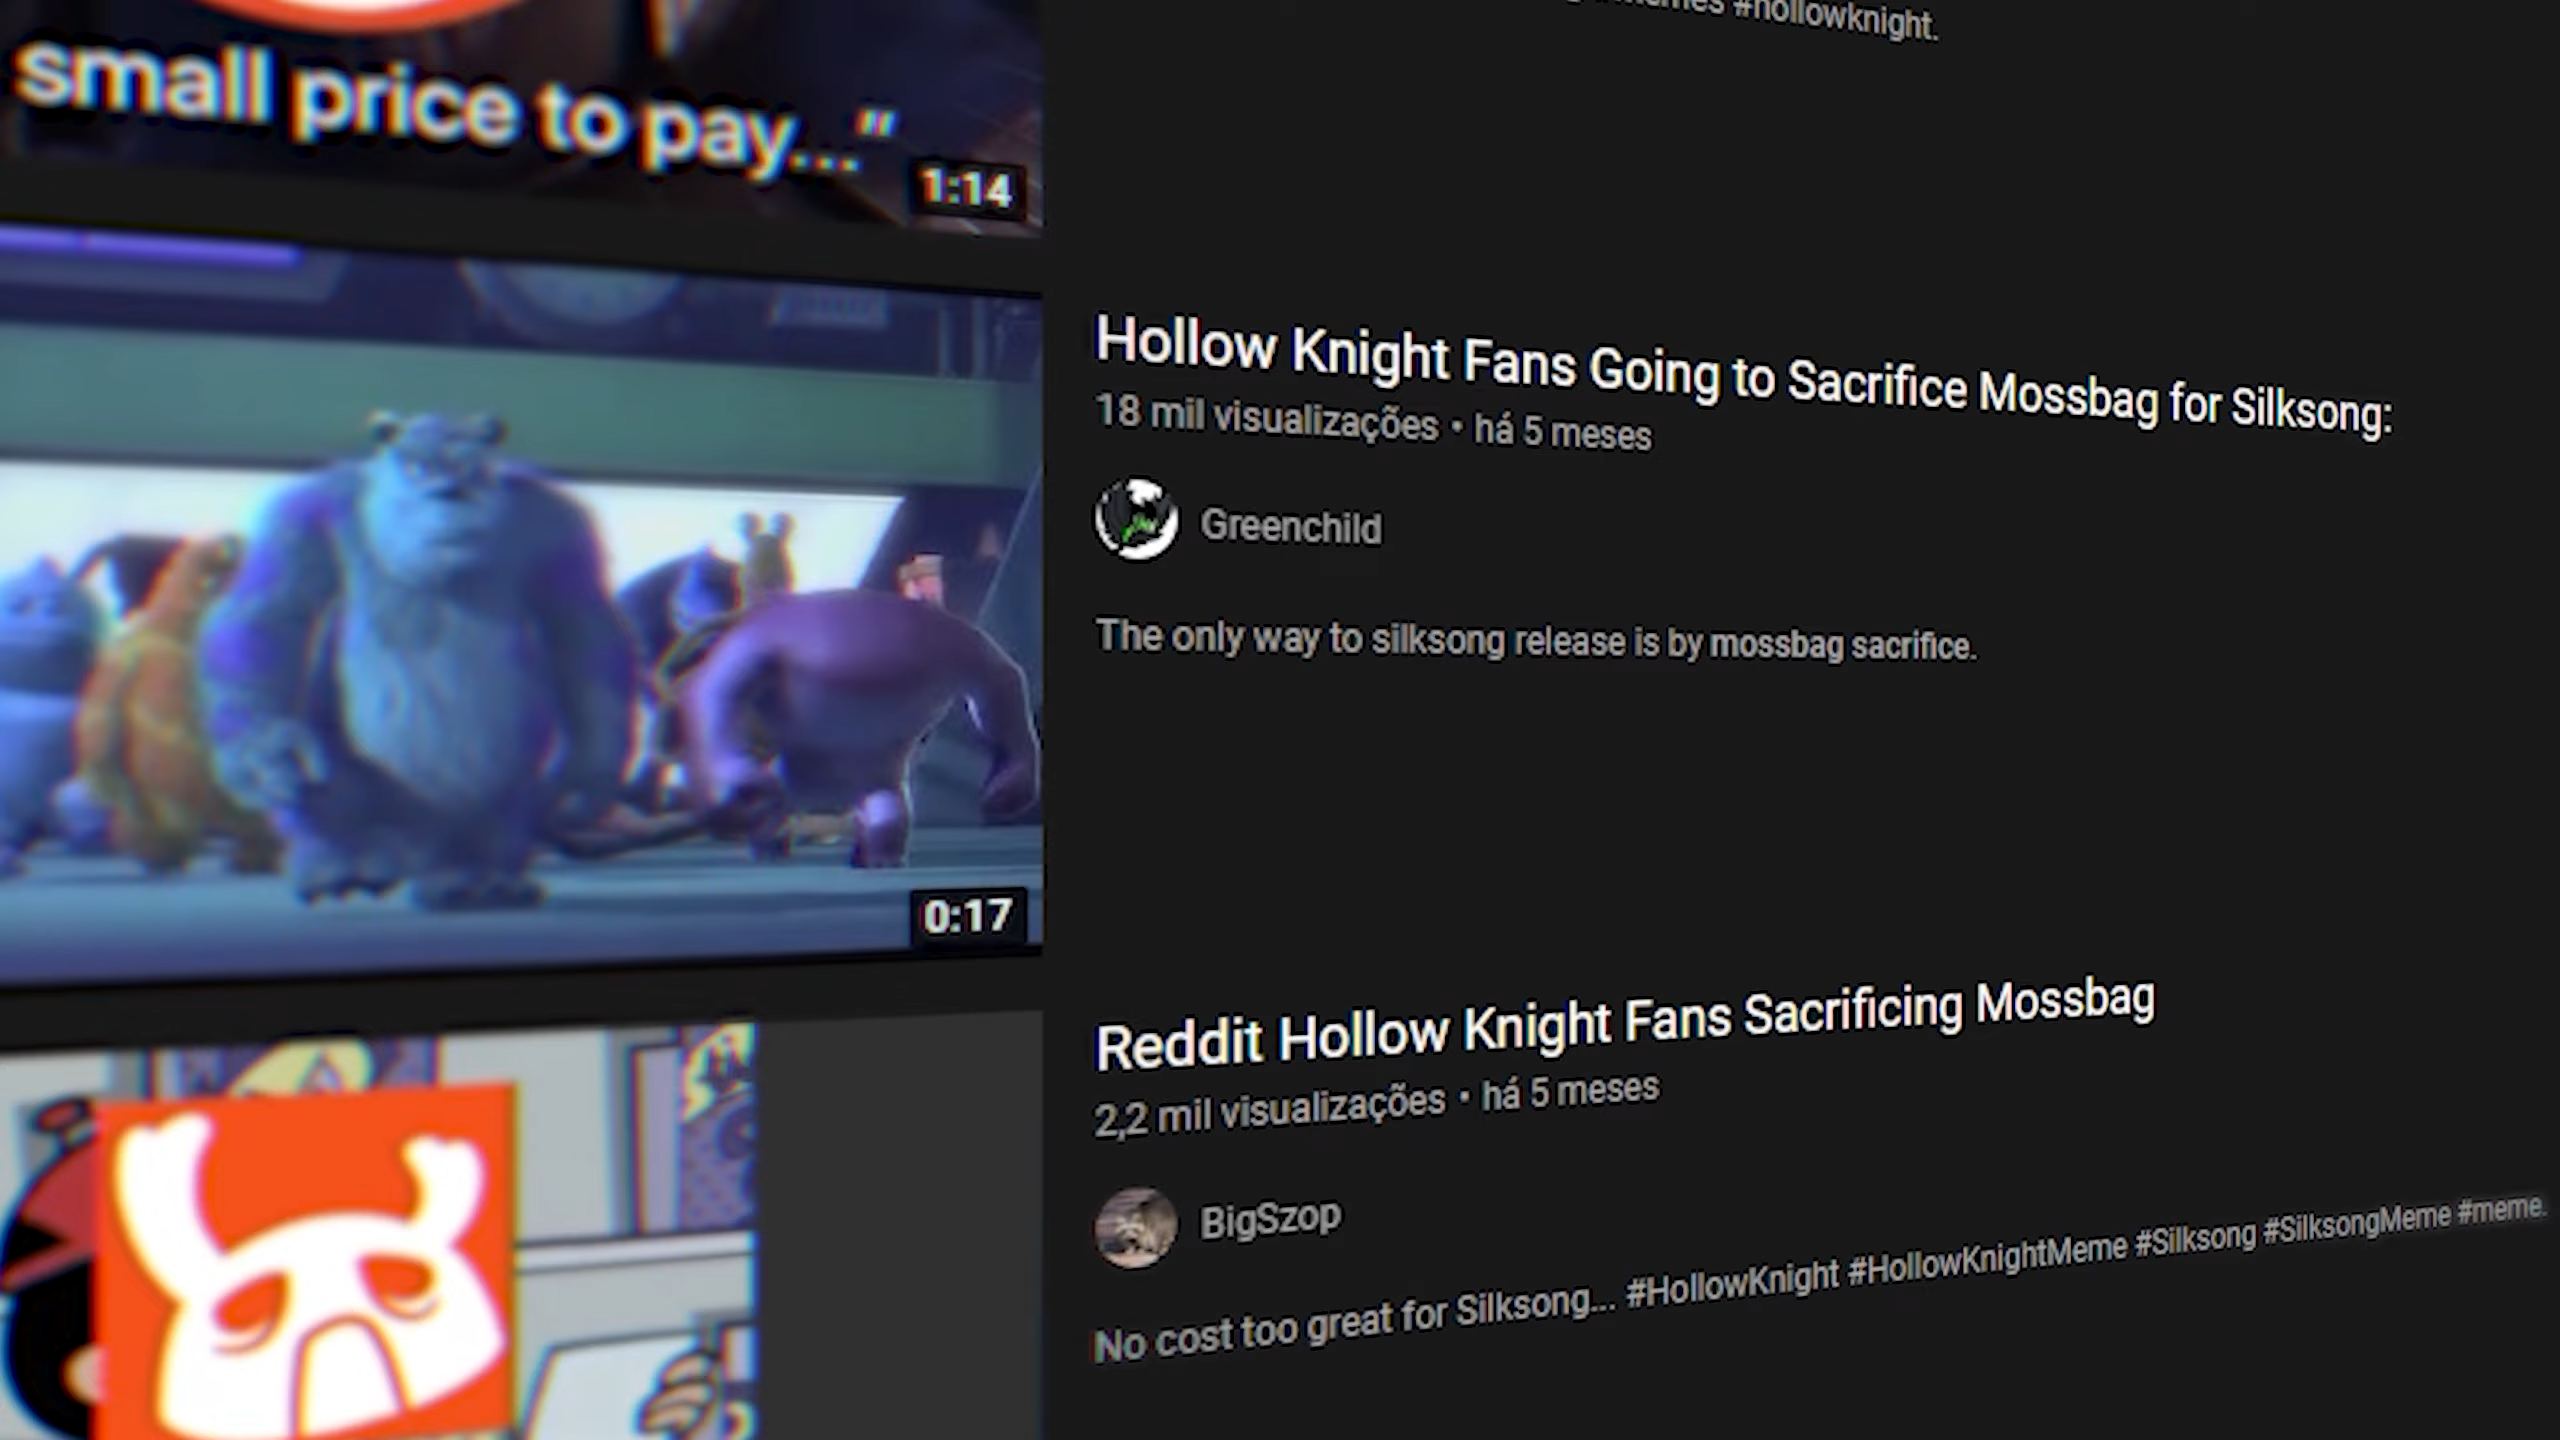 #hollowknight.
small price to pay..."
1:14
Hollow Knight Fans Going to Sacrifice Mossbag for Silksong:
18 mil visualizações • há 5 meses
Greenchild
The only way to silksong release is by mossbag sacrifice.
0:17
Reddit Hollow Knight Fans Sacrificing Mossbag
2,2 mil visualizações • há 5 meses
BigSzop
No cost too great for Silksong... #HollowKnight #HollowKnightMeme #Silksong #SilksongMeme #meme.